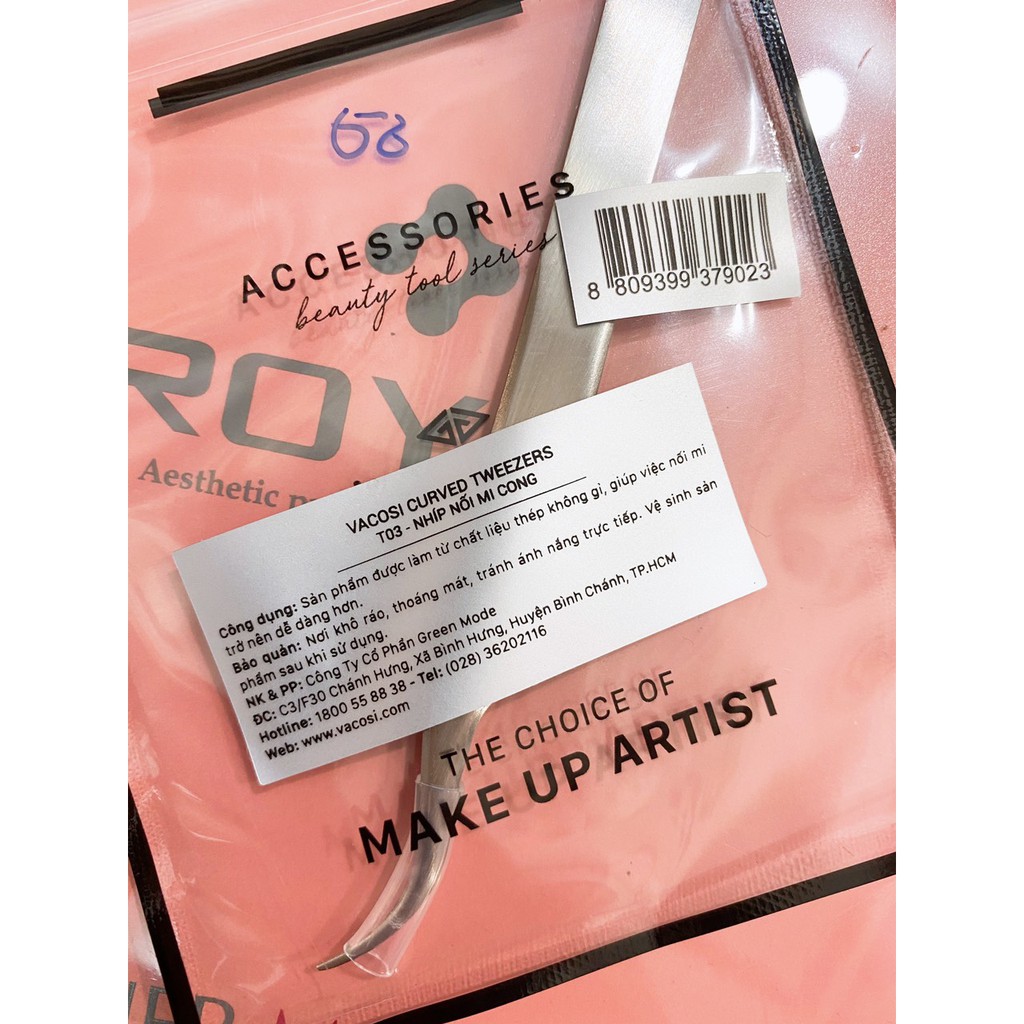 68
ACCESSORIES
beauty tool series
8 809399 379023
ROY
Aesthetic
VACOSI CURVED TWEEZERS
T03 - NHÍP NỐI MI CONG
Công dụng: Sản phẩm được làm từ chất liệu thép không gỉ, giúp việc nối mi
trở nên dễ dàng hơn.
Bảo quản: Nơi khô ráo, thoáng mát, tránh ánh nắng trực tiếp. Vệ sinh sản
phẩm sau khi sử dụng.
NK & PP: Công Ty Cổ Phần Green Mode
ĐC: C3/F30 Chánh Hưng, Xã Bình Hưng, Huyện Bình Chánh, TP.HCM
Hotline: 1800 55 88 38 - Tel: (028) 36202116
Web: www.vacosi.com
THE CHOICE OF
MAKE UP ARTIST